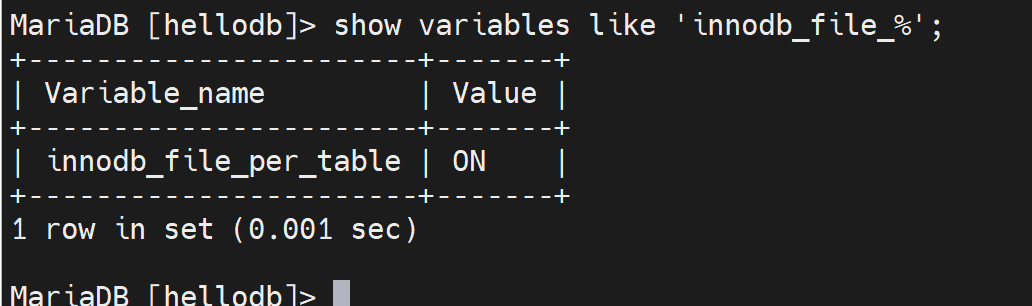 MariaDB [hellodb]> show variables like 'innodb_file_%';
+-----------------------+-------+
| Variable_name         | Value |
+-----------------------+-------+
| innodb_file_per_table | ON    |
+-----------------------+-------+
1 row in set (0.001 sec)
MariaDB [hellodb]>